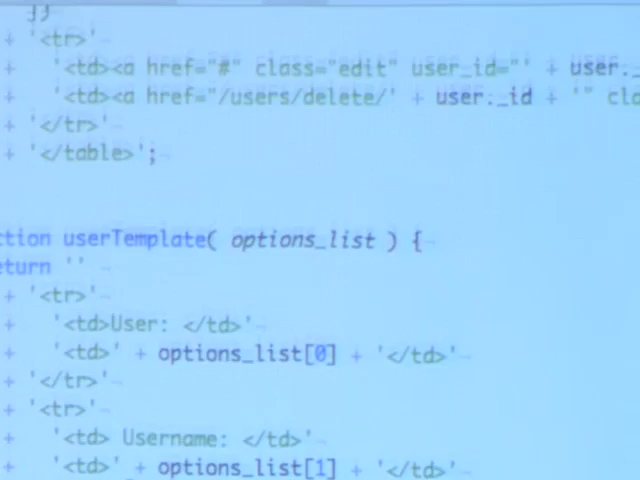 })
+ '<tr>'
+ '<td><a href="#" class="edit" user_id="' + user._
+ '<td><a href="/users/delete/' + user._id + '" cla
+ '</tr>'
+ '</table>';
ction userTemplate( options_list ) {
eturn ''
+ '<tr>'
+ '<td>User: </td>'
+ '<td>' + options_list[0] + '</td>'
+ '</tr>'
+ '<tr>'
+ '<td> Username: </td>'
+ '<td>' + options_list[1] + '</td>'